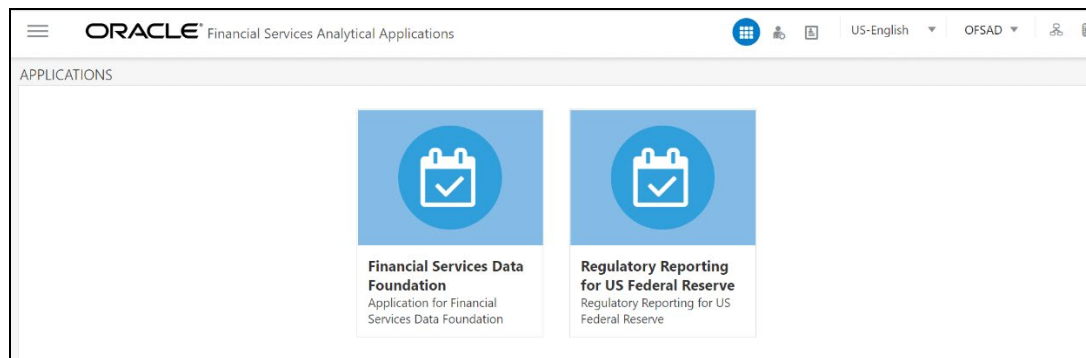 ORACLE® Financial Services Analytical Applications
US-English
OFSAD
APPLICATIONS
Financial Services Data
Foundation
Application for Financial
Services Data Foundation
Regulatory Reporting
for US Federal Reserve
Regulatory Reporting for US
Federal Reserve